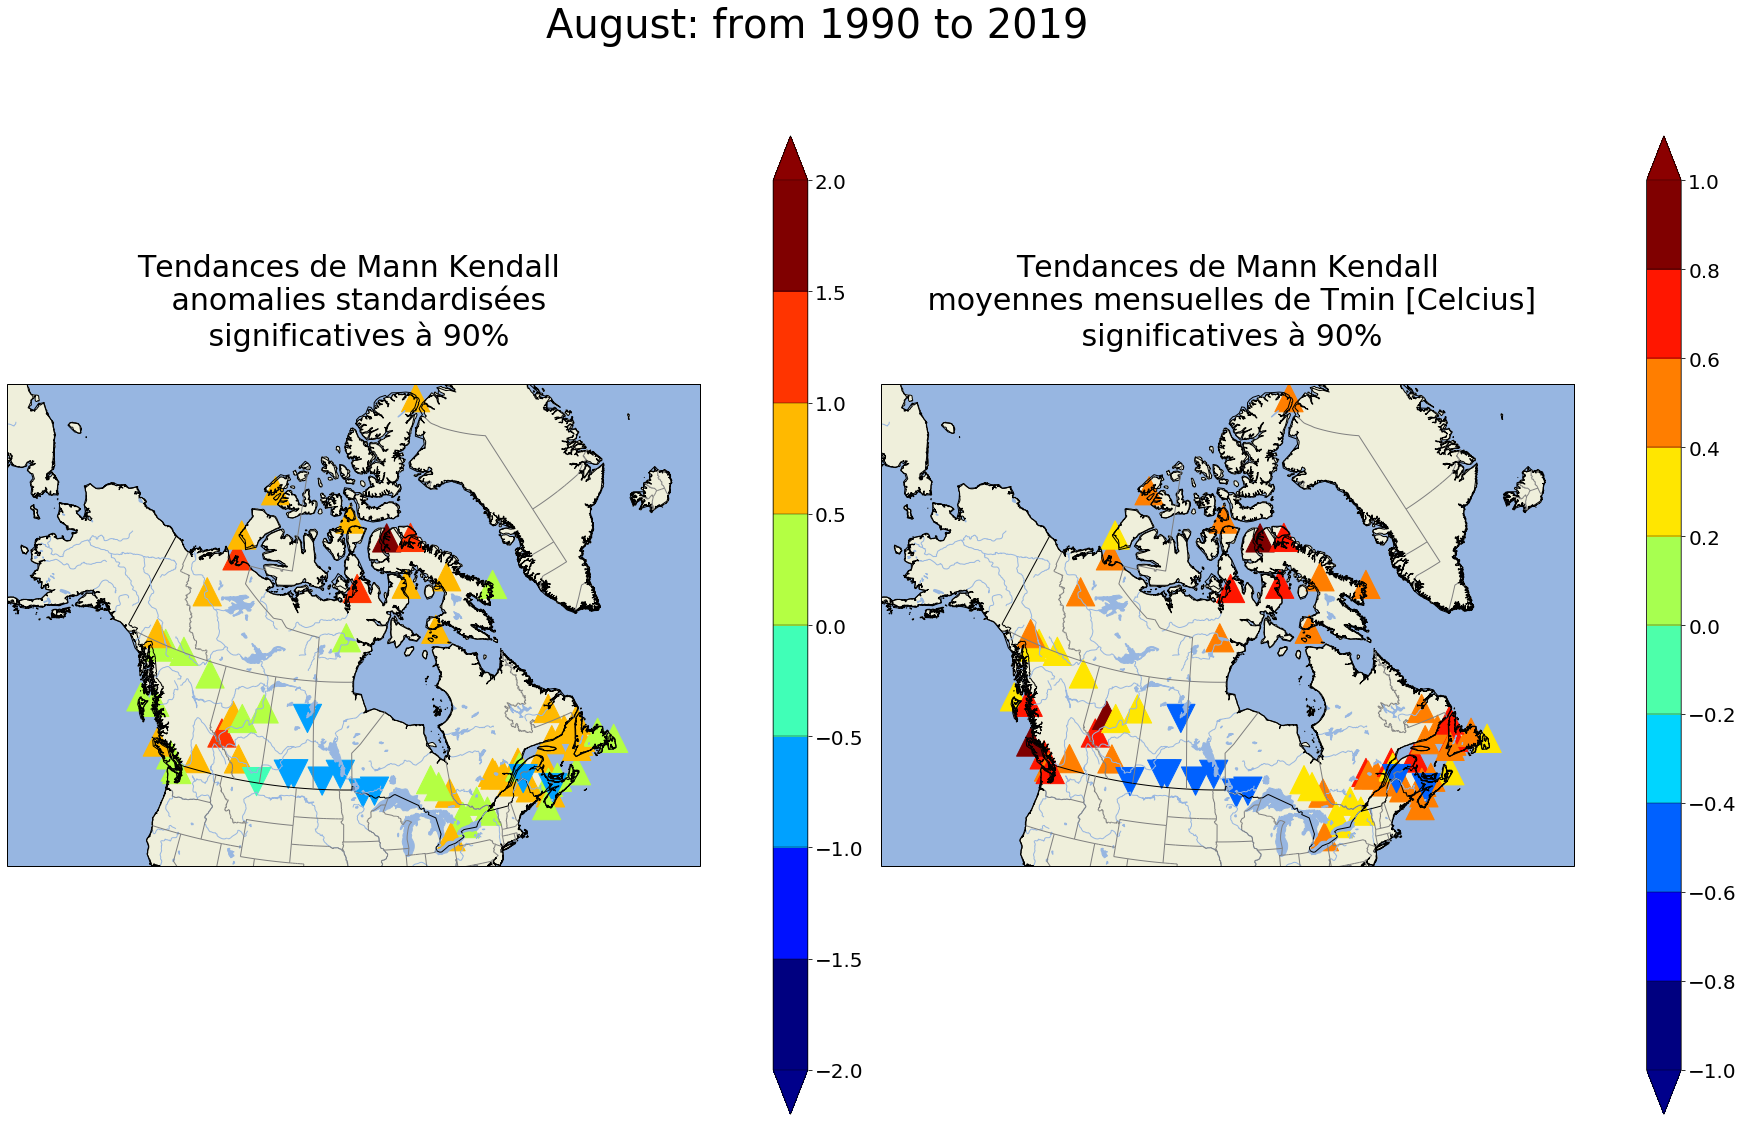 August: from 1990 to 2019
Tendances de Mann Kendall
anomalies standardisées
significatives à 90%
2.0
1.5
1.0
0.5
0.0
−0.5
−1.0
−1.5
−2.0
Tendances de Mann Kendall
moyennes mensuelles de Tmin [Celcius]
significatives à 90%
1.0
0.8
0.6
0.4
0.2
0.0
−0.2
−0.4
−0.6
−0.8
−1.0